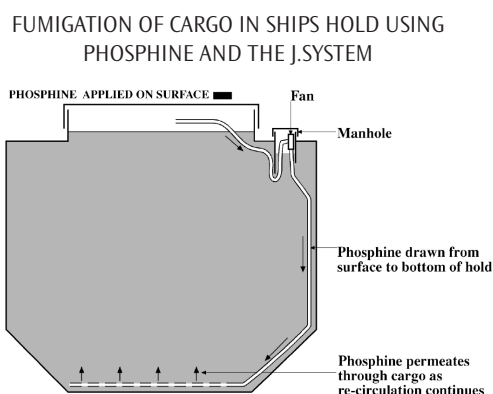 FUMIGATION OF CARGO IN SHIPS HOLD USING
PHOSPHINE AND THE J.SYSTEM
PHOSPHINE APPLIED ON SURFACE
Fan
Manhole
Phosphine drawn from
surface to bottom of hold
Phosphine permeates
through cargo as
re-circulation continues